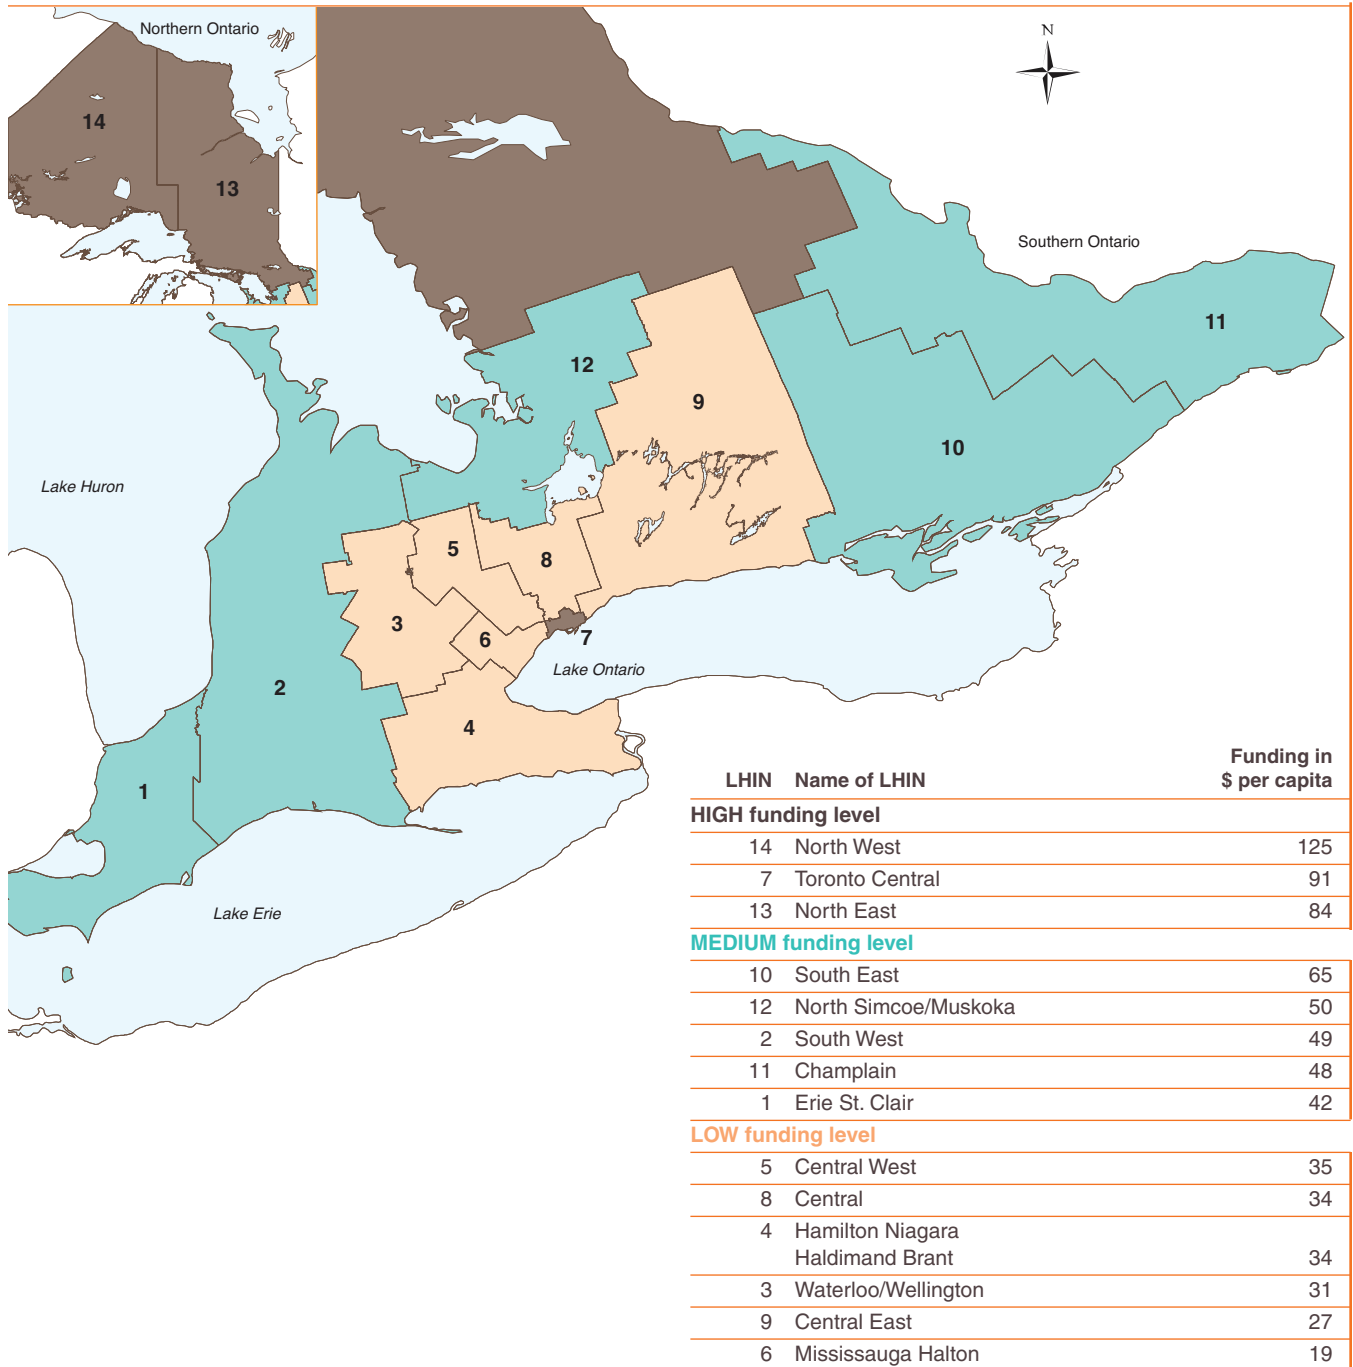 Northern Ontario
N
14
13
Southern Ontario
11
12
9
10
Lake Huron
5
8
3
6
7
Lake Ontario
2
4
1
Lake Erie
Funding in
LHIN Name of LHIN $ per capita
HIGH funding level
14 North West 125
7 Toronto Central 91
13 North East 84
MEDIUM funding level
10 South East 65
12 North Simcoe/Muskoka 50
2 South West 49
11 Champlain 48
1 Erie St. Clair 42
LOW funding level
5 Central West 35
8 Central 34
4 Hamilton Niagara
Haldimand Brant 34
3 Waterloo/Wellington 31
9 Central East 27
6 Mississauga Halton 19